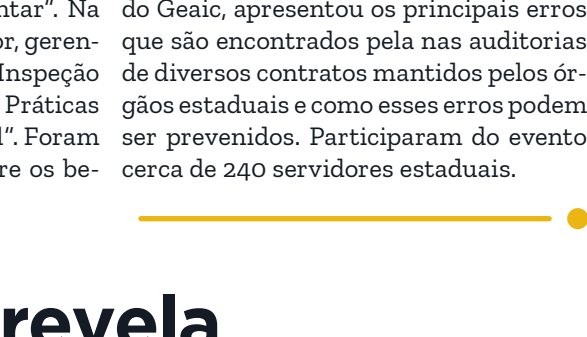 ntar”. Na
or, geren-
Inspeção
Práticas
l”. Foram
re os be-
do Geaic, apresentou os principais erros
que são encontrados pela nas auditorias
de diversos contratos mantidos pelos ór-
gãos estaduais e como esses erros podem
ser prevenidos. Participaram do evento
cerca de 240 servidores estaduais.
revela